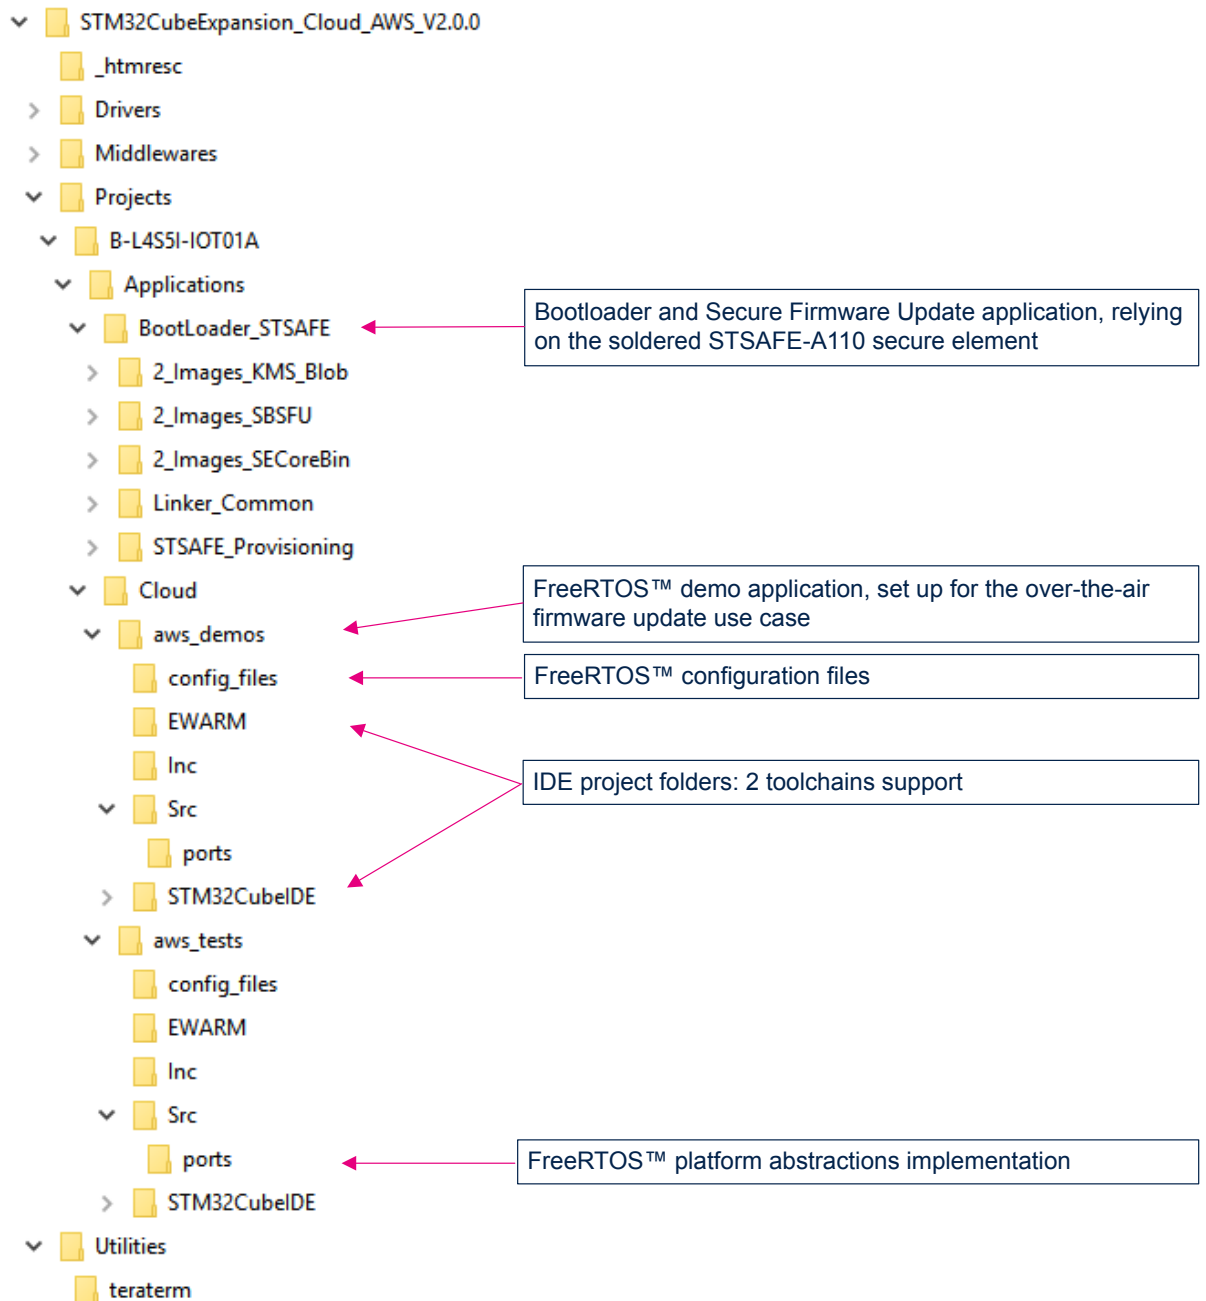 STM32CubeExpansion_Cloud_AWS_V2.0.0
_htmresc
Drivers
Middlewares
Projects
B-L4S5I-IOT01A
Applications
BootLoader_STSAFE
Bootloader and Secure Firmware Update application, relying
on the soldered STSAFE-A110 secure element
2_Images_KMS_Blob
2_Images_SBSFU
2_Images_SECoreBin
Linker_Common
STSAFE_Provisioning
Cloud
FreeRTOS™ demo application, set up for the over-the-air
firmware update use case
aws_demos
config_files
FreeRTOS™ configuration files
EWARM
Inc
IDE project folders: 2 toolchains support
Src
ports
STM32CubeIDE
aws_tests
config_files
EWARM
Inc
Src
ports
FreeRTOS™ platform abstractions implementation
STM32CubeIDE
Utilities
teraterm